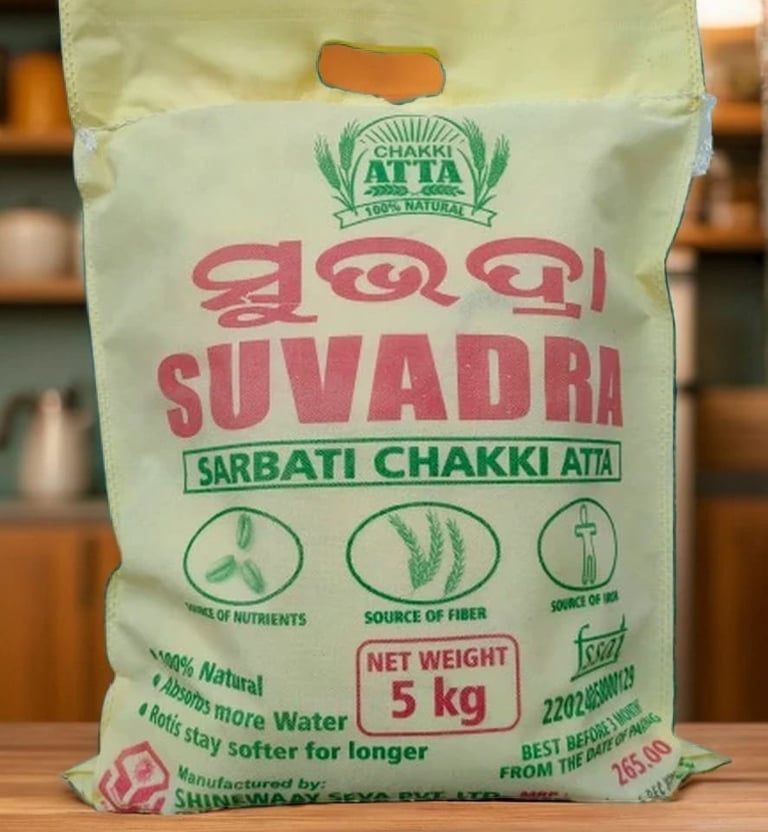 CHAKKI
ATTA
100% NATURAL
ସୁଭଦ୍ରା
SUVADRA
SARBATI CHAKKI ATTA
SOURCE OF NUTRIENTS
SOURCE OF FIBER
SOURCE OF IRON
100% Natural
• Absorbs more Water
• Rotis stay softer for longer
NET WEIGHT
5 kg
fssai
BEST BEFORE 3 MONTH
FROM THE DATE OF PACKING
265.00
Manufactured by:
SHINEWAAY SEVA PVT. LTD
MRP :